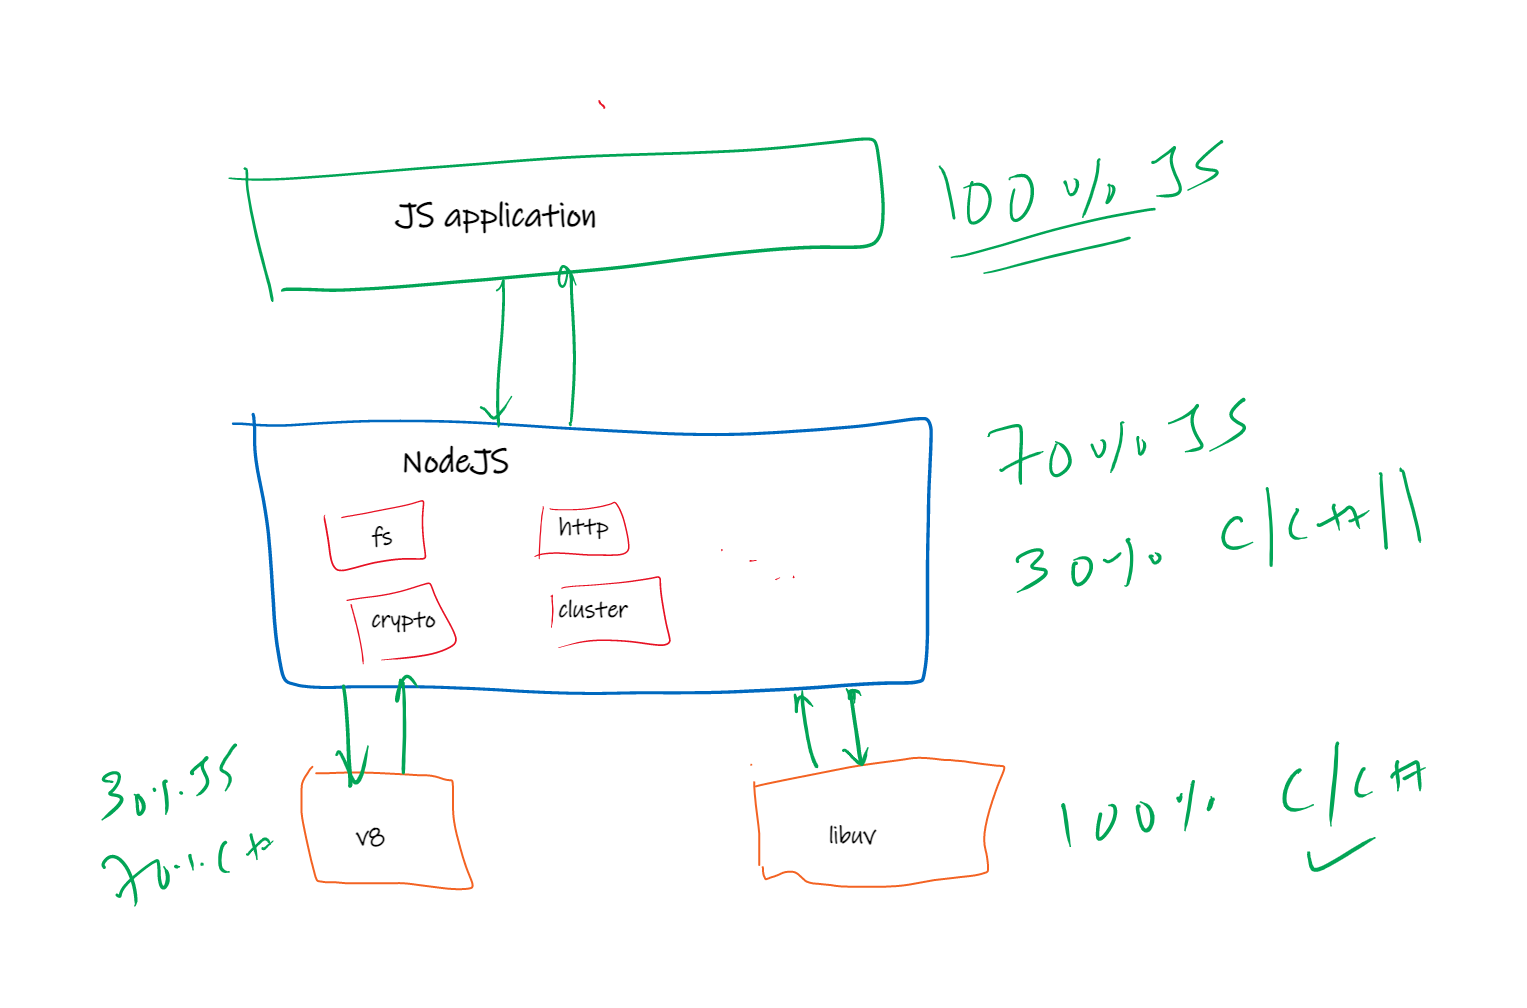 JS application
100% JS
NodeJS
70% JS
fs
http
30% C/C++
crypto
cluster
30% JS
70% C++
v8
libuv
100% C/C++